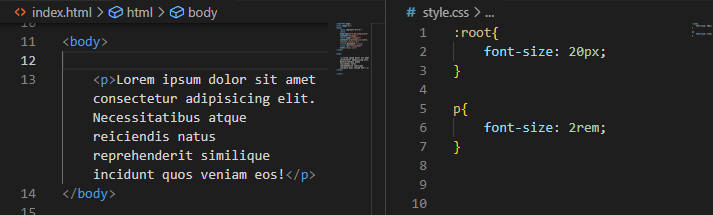 index.html > html > body
10
11 <body>
12
13 <p>Lorem ipsum dolor sit amet
consectetur adipisicing elit.
Necessitatibus atque
reiciendis natus
reprehenderit similique
incidunt quos veniam eos!</p>
14 </body>
# style.css > ...
1 :root{
2 font-size: 20px;
3 }
4
5 p{
6 font-size: 2rem;
7 }
8
9
10